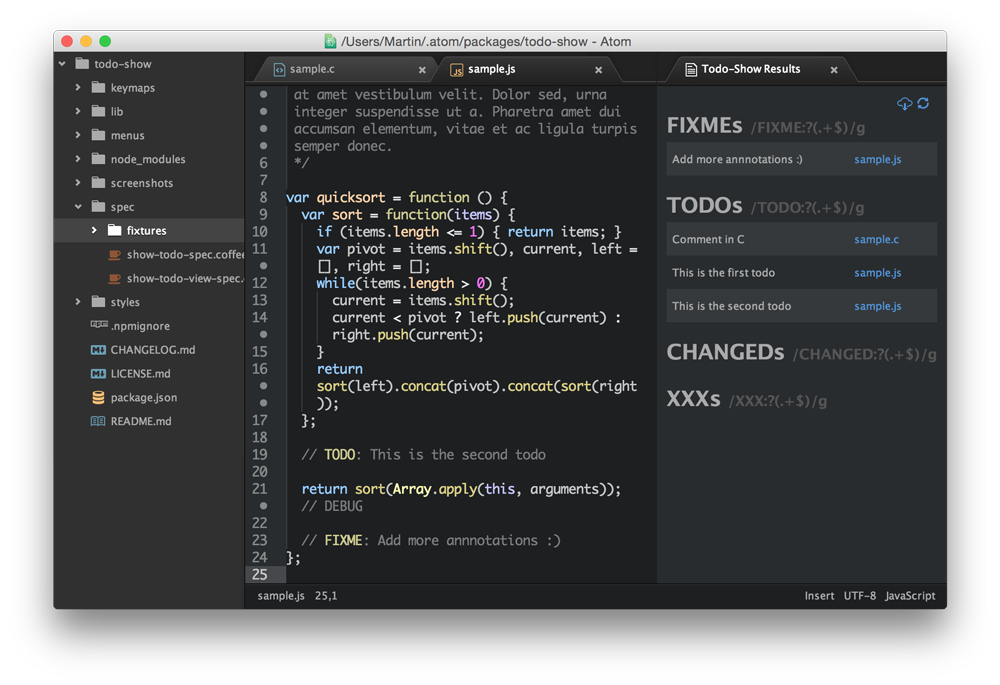 /Users/Martin/.atom/packages/todo-show - Atom
todo-show
keymaps
lib
menus
node_modules
screenshots
spec
fixtures
show-todo-spec.coffee
show-todo-view-spec.
styles
.npmignore
CHANGELOG.md
LICENSE.md
package.json
README.md
sample.c
sample.js
at amet vestibulum velit. Dolor sed, urna
integer suspendisse ut a. Pharetra amet dui
accumsan elementum, vitae et ac ligula turpis
semper donec.
6 */
7
8 var quicksort = function () {
9 var sort = function(items) {
10 if (items.length <= 1) { return items; }
11 var pivot = items.shift(), current, left =
[], right = [];
12 while(items.length > 0) {
13 current = items.shift();
14 current < pivot ? left.push(current) :
right.push(current);
15 }
16 return
sort(left).concat(pivot).concat(sort(right
));
17 };
18
19 // TODO: This is the second todo
20
21 return sort(Array.apply(this, arguments));
// DEBUG
22
23 // FIXME: Add more annnotations :)
24 };
25
Todo-Show Results
FIXMEs /FIXME:?(.+$)/g
Add more annnotations :) sample.js
TODOs /TODO:?(.+$)/g
Comment in C sample.c
This is the first todo sample.js
This is the second todo sample.js
CHANGEDs /CHANGED:?(.+$)/g
XXXs /XXX:?(.+$)/g
sample.js 25,1
Insert UTF-8 JavaScript